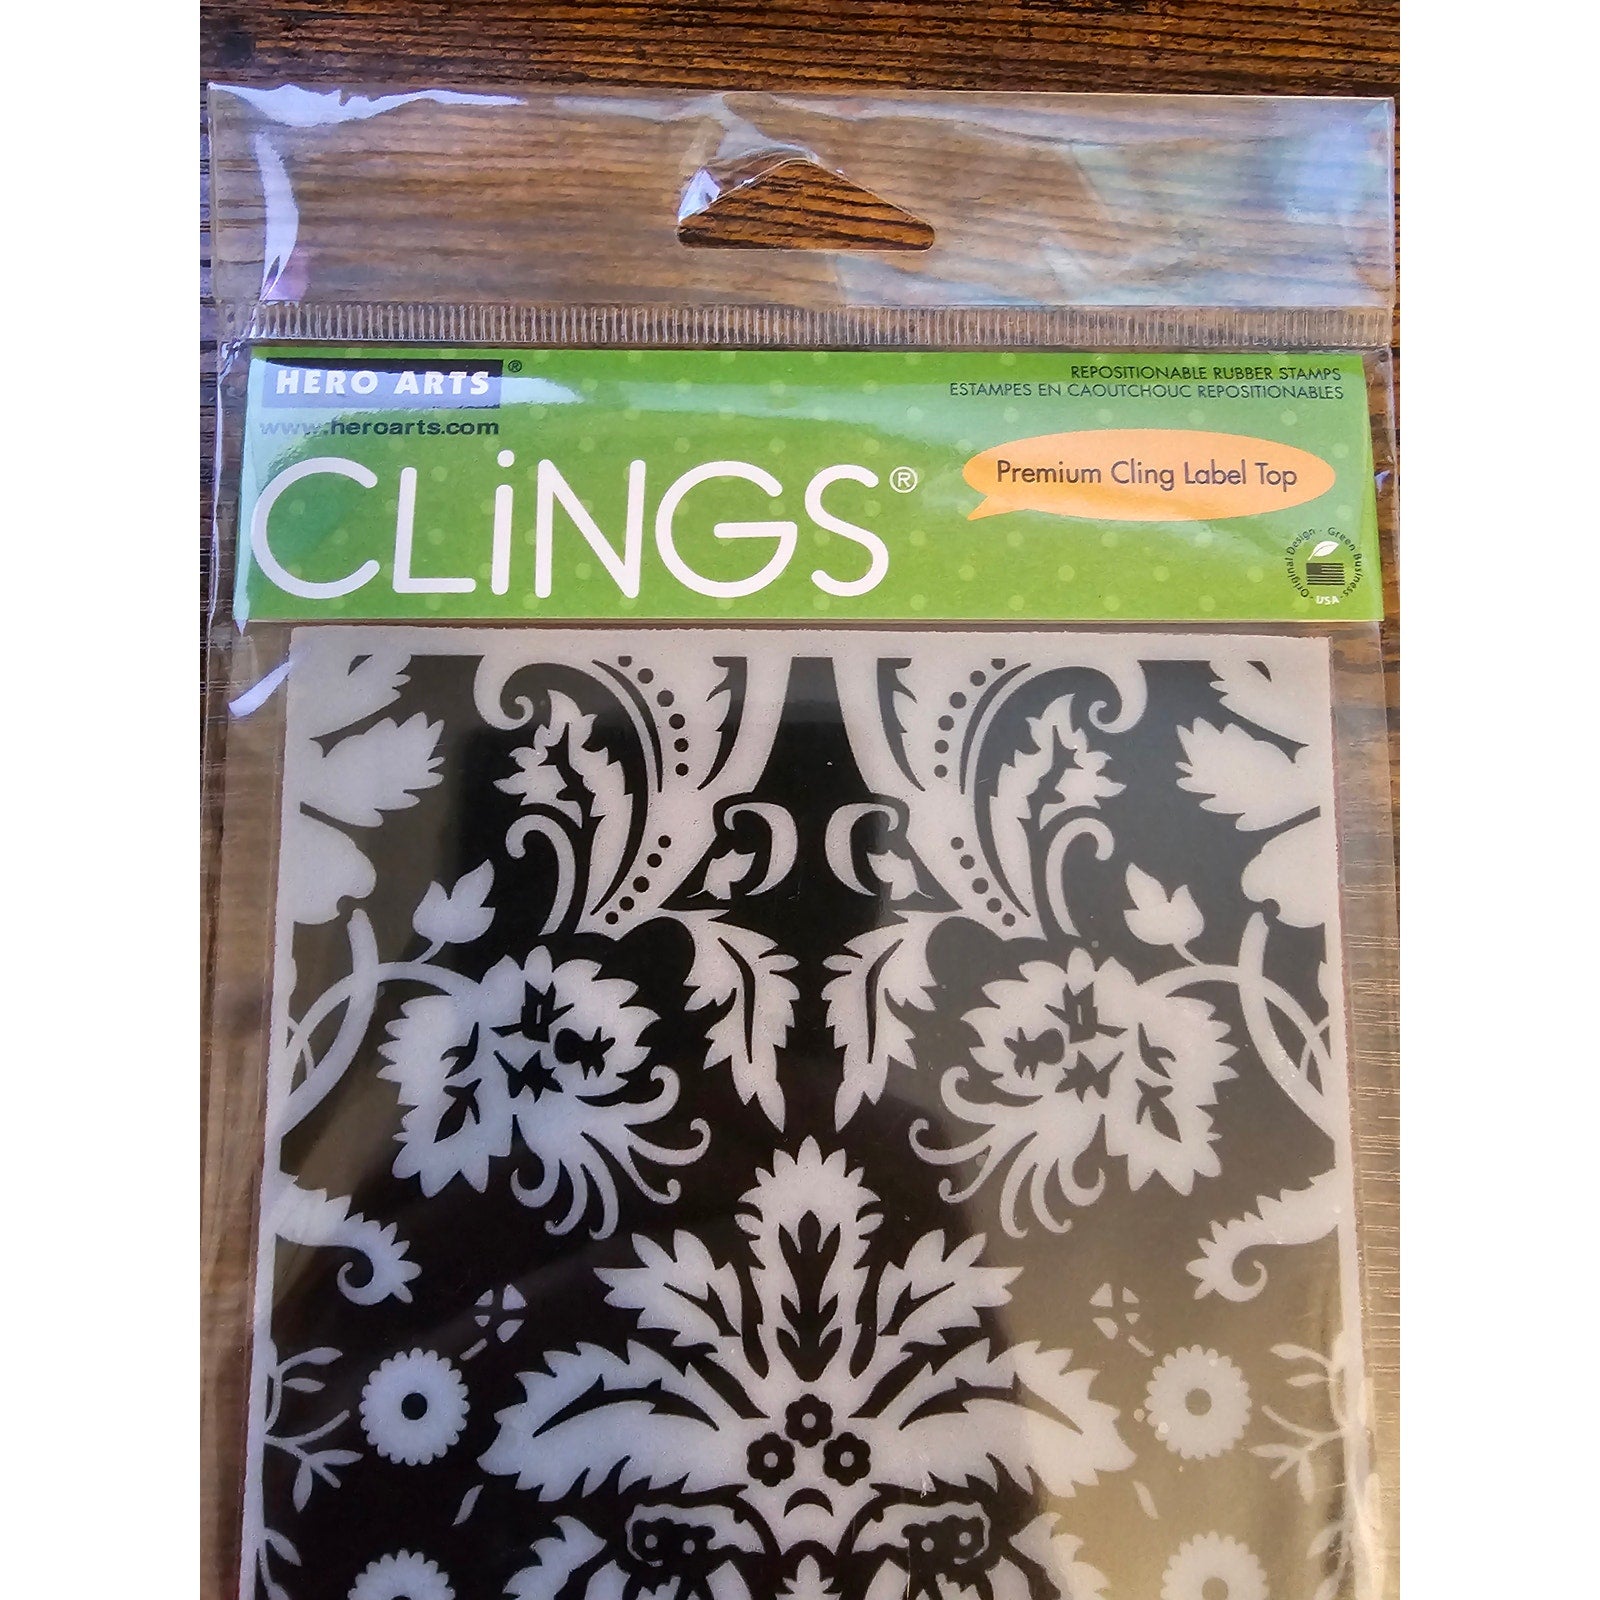 HERO ARTS®
www.heroarts.com
CLiNGS®
REPOSITIONABLE RUBBER STAMPS
ESTAMPES EN CAOUTCHOUC REPOSITIONABLES
Premium Cling Label Top
Original Design · Green Business · USA ·